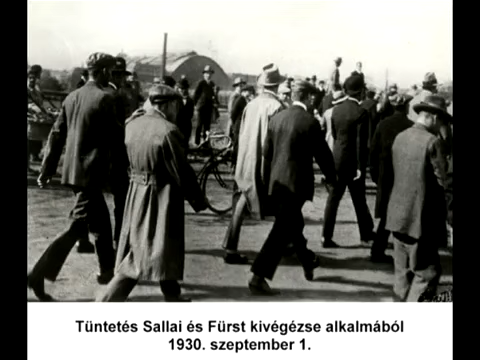 Tüntetés Sallai és Fürst kivégézse alkalmából
1930. szeptember 1.